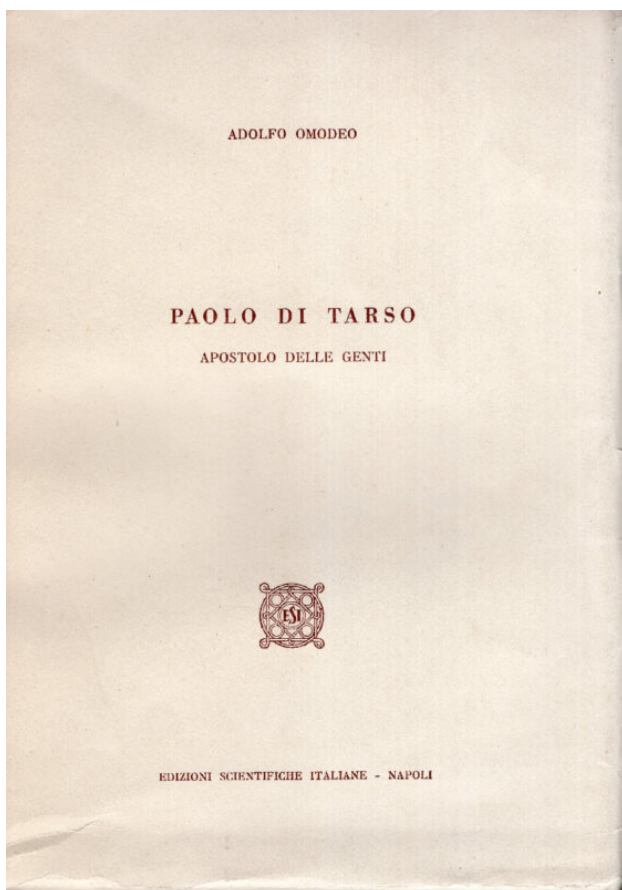 ADOLFO OMODEO
PAOLO DI TARSO
APOSTOLO DELLE GENTI
ESI
EDIZIONI SCIENTIFICHE ITALIANE - NAPOLI